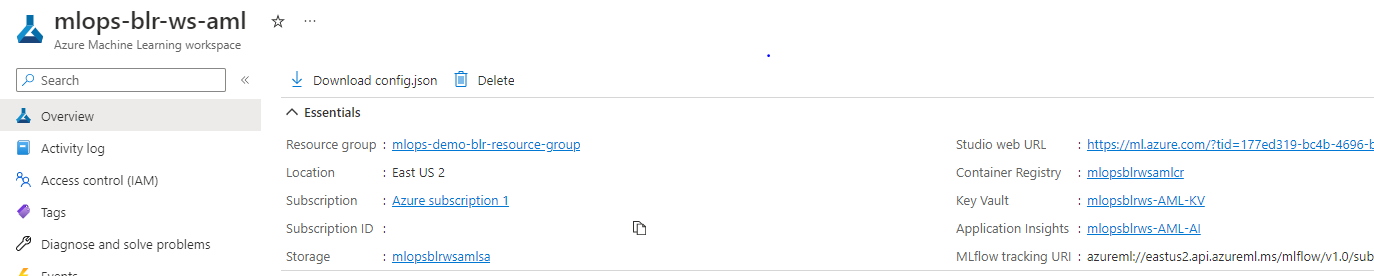 mlops-blr-ws-aml
Azure Machine Learning workspace
Search
Overview
Activity log
Access control (IAM)
Tags
Diagnose and solve problems
Events
Download config.json
Delete
Essentials
Resource group : mlops-demo-blr-resource-group
Location : East US 2
Subscription : Azure subscription 1
Subscription ID :
Storage : mlopsblrwsamlsa
Studio web URL : https://ml.azure.com/?tid=177ed319-bc4b-4696-b
Container Registry : mlopsblrwsamlcr
Key Vault : mlopsblrws-AML-KV
Application Insights : mlopsblrws-AML-AI
MLflow tracking URI : azureml://eastus2.api.azureml.ms/mlflow/v1.0/sub